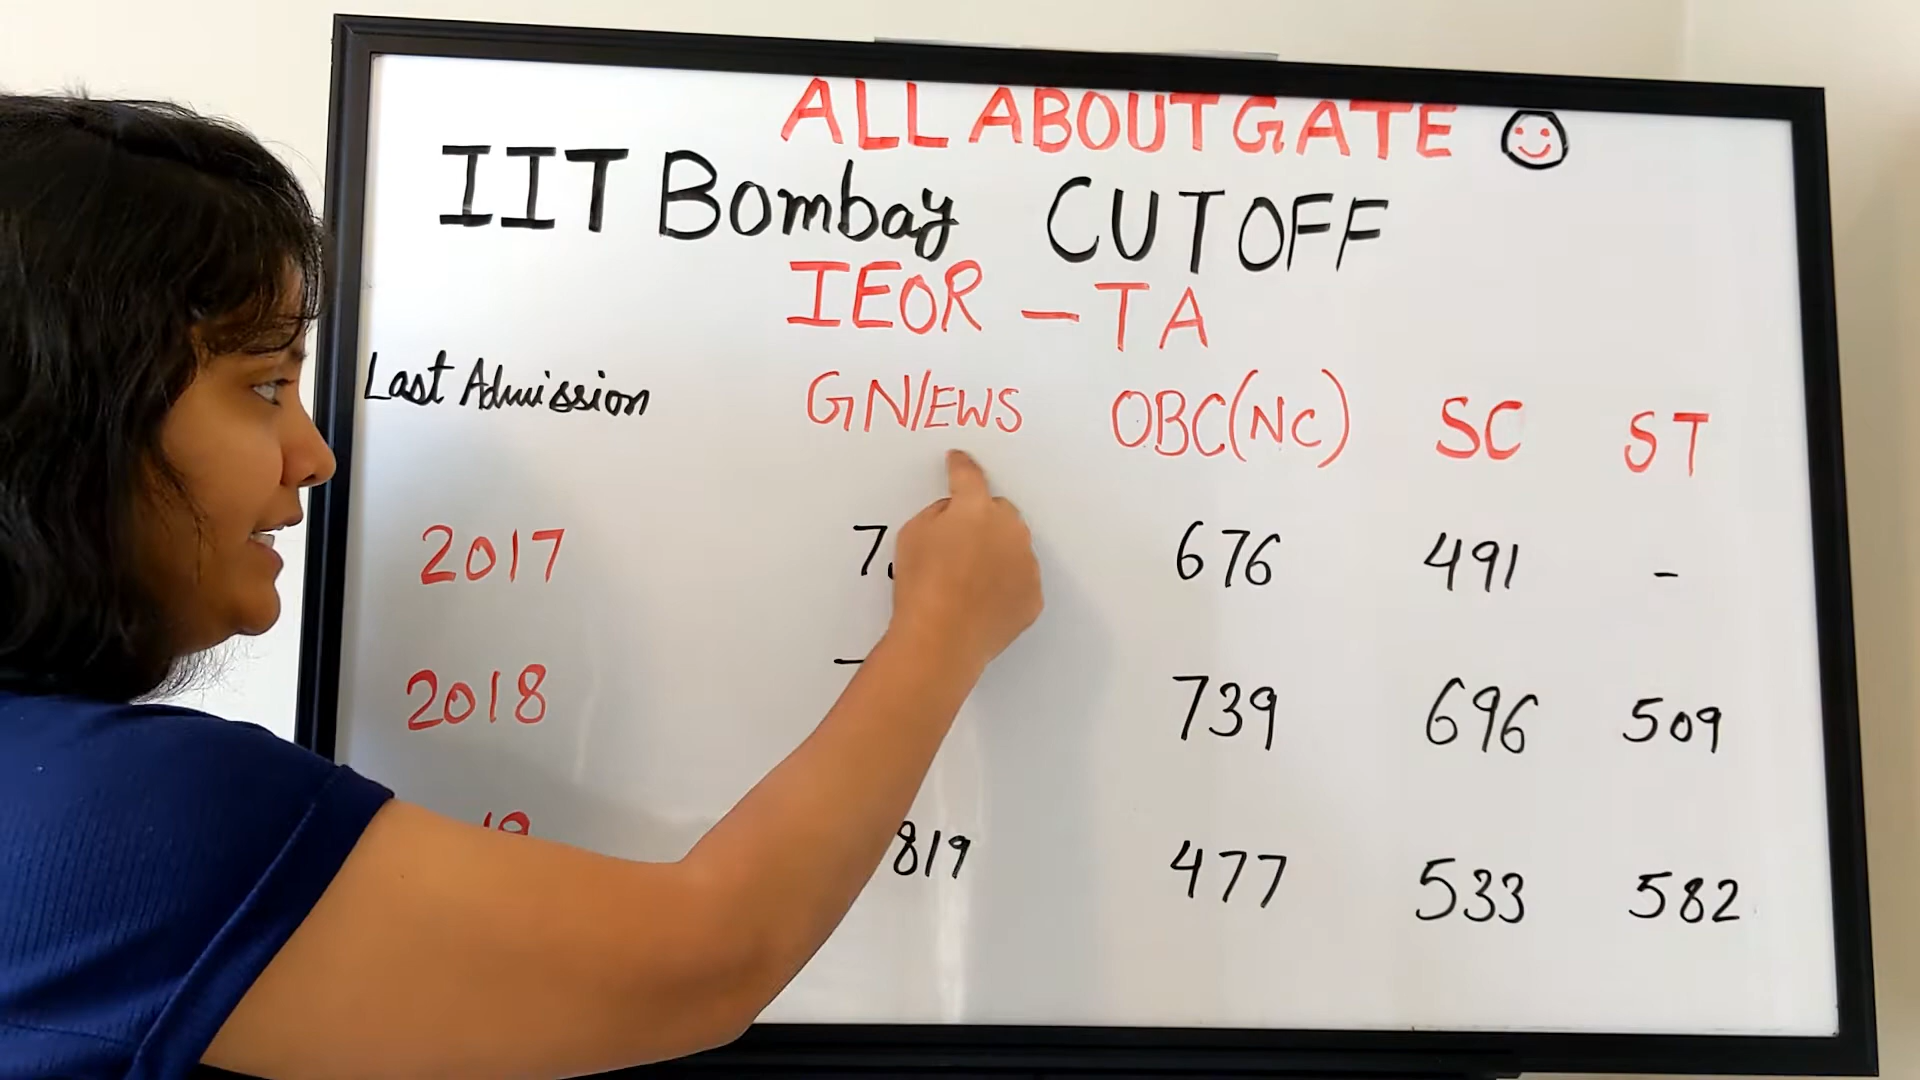 ALL ABOUT GATE
IIT Bombay CUTOFF
IEOR - TA
Last Admission GN/EWS OBC(NC) SC ST
2017 676 491 -
2018 739 696 509
819 477 533 582